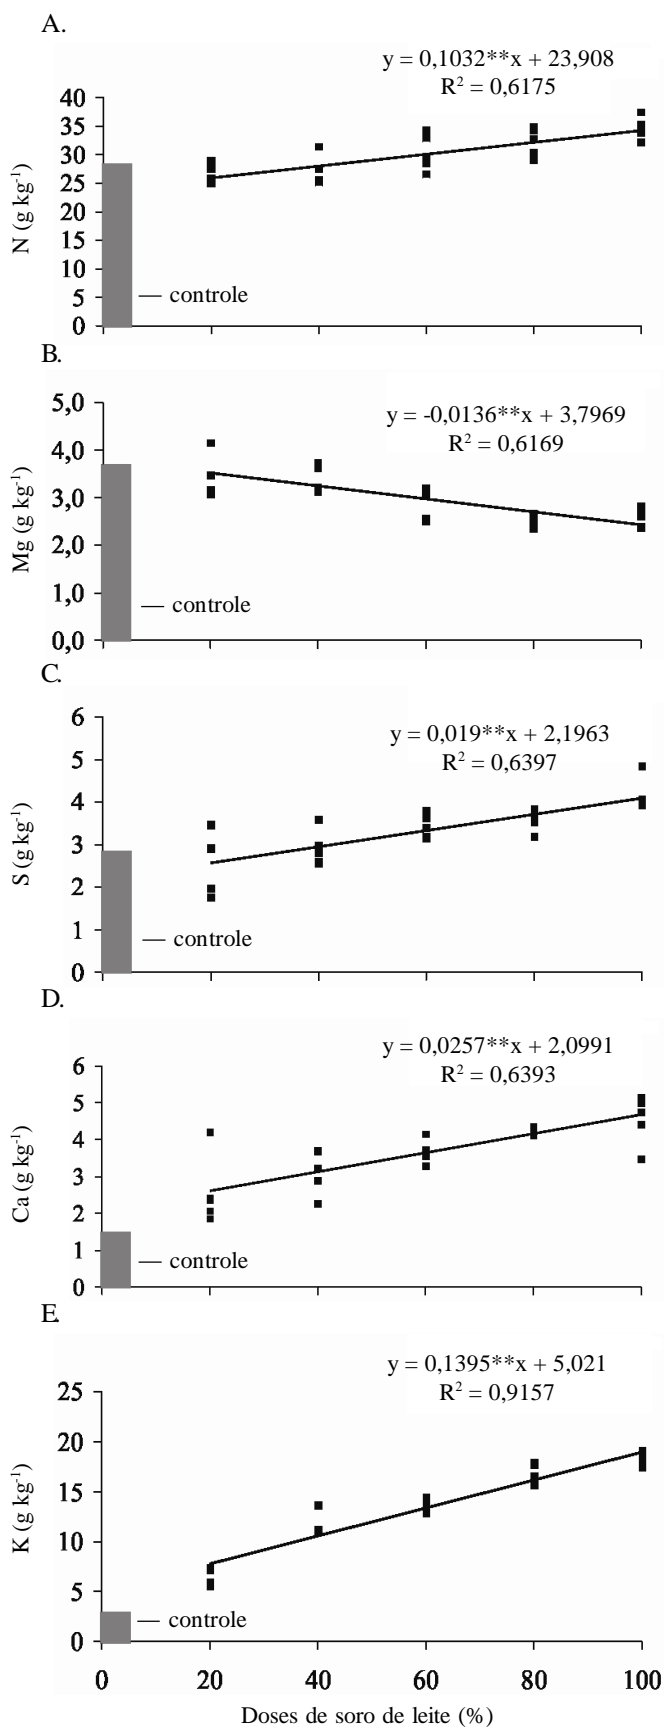 A.
y = 0,1032**x + 23,908
R² = 0,6175
40
35
30
25
20
15
10
5
0
N (g kg⁻¹)
— controle
B.
y = -0,0136**x + 3,7969
R² = 0,6169
5,0
4,0
3,0
2,0
1,0
0,0
Mg (g kg⁻¹)
— controle
C.
y = 0,019**x + 2,1963
R² = 0,6397
6
5
4
3
2
1
0
S (g kg⁻¹)
— controle
D.
y = 0,0257**x + 2,0991
R² = 0,6393
6
5
4
3
2
1
0
Ca (g kg⁻¹)
— controle
E.
y = 0,1395**x + 5,021
R² = 0,9157
25
20
15
10
5
0
K (g kg⁻¹)
— controle
0 20 40 60 80 100
Doses de soro de leite (%)